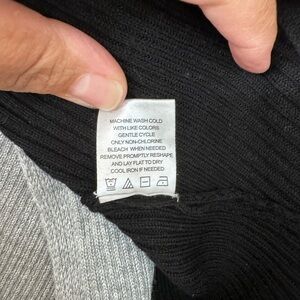 MACHINE WASH COLD
WITH LIKE COLORS
GENTLE CYCLE
ONLY NON-CHLORINE
BLEACH WHEN NEEDED
REMOVE PROMPTLY RESHAPE
AND LAY FLAT TO DRY
COOL IRON IF NEEDED